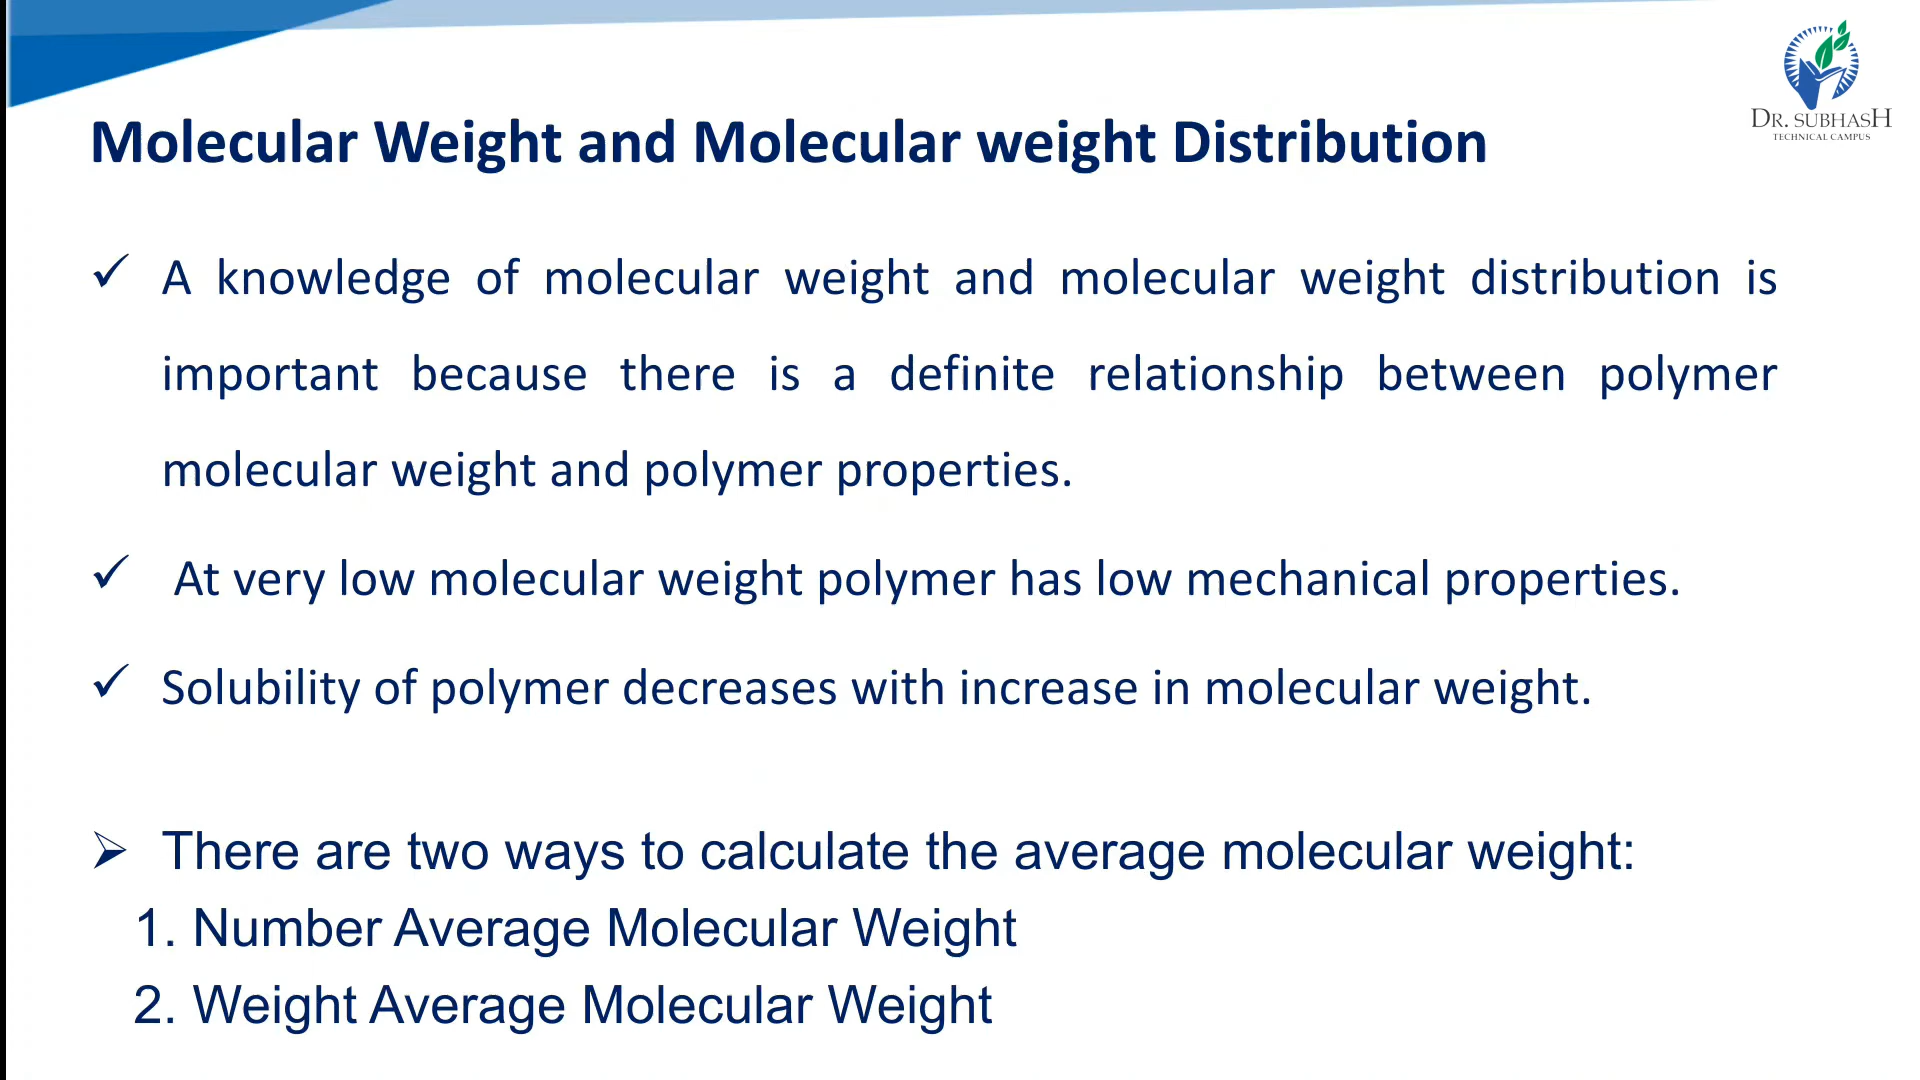 DR. SUBHASH
TECHNICAL CAMPUS
Molecular Weight and Molecular weight Distribution
✓ A knowledge of molecular weight and molecular weight distribution is
important because there is a definite relationship between polymer
molecular weight and polymer properties.
✓ At very low molecular weight polymer has low mechanical properties.
✓ Solubility of polymer decreases with increase in molecular weight.
➢ There are two ways to calculate the average molecular weight:
1. Number Average Molecular Weight
2. Weight Average Molecular Weight